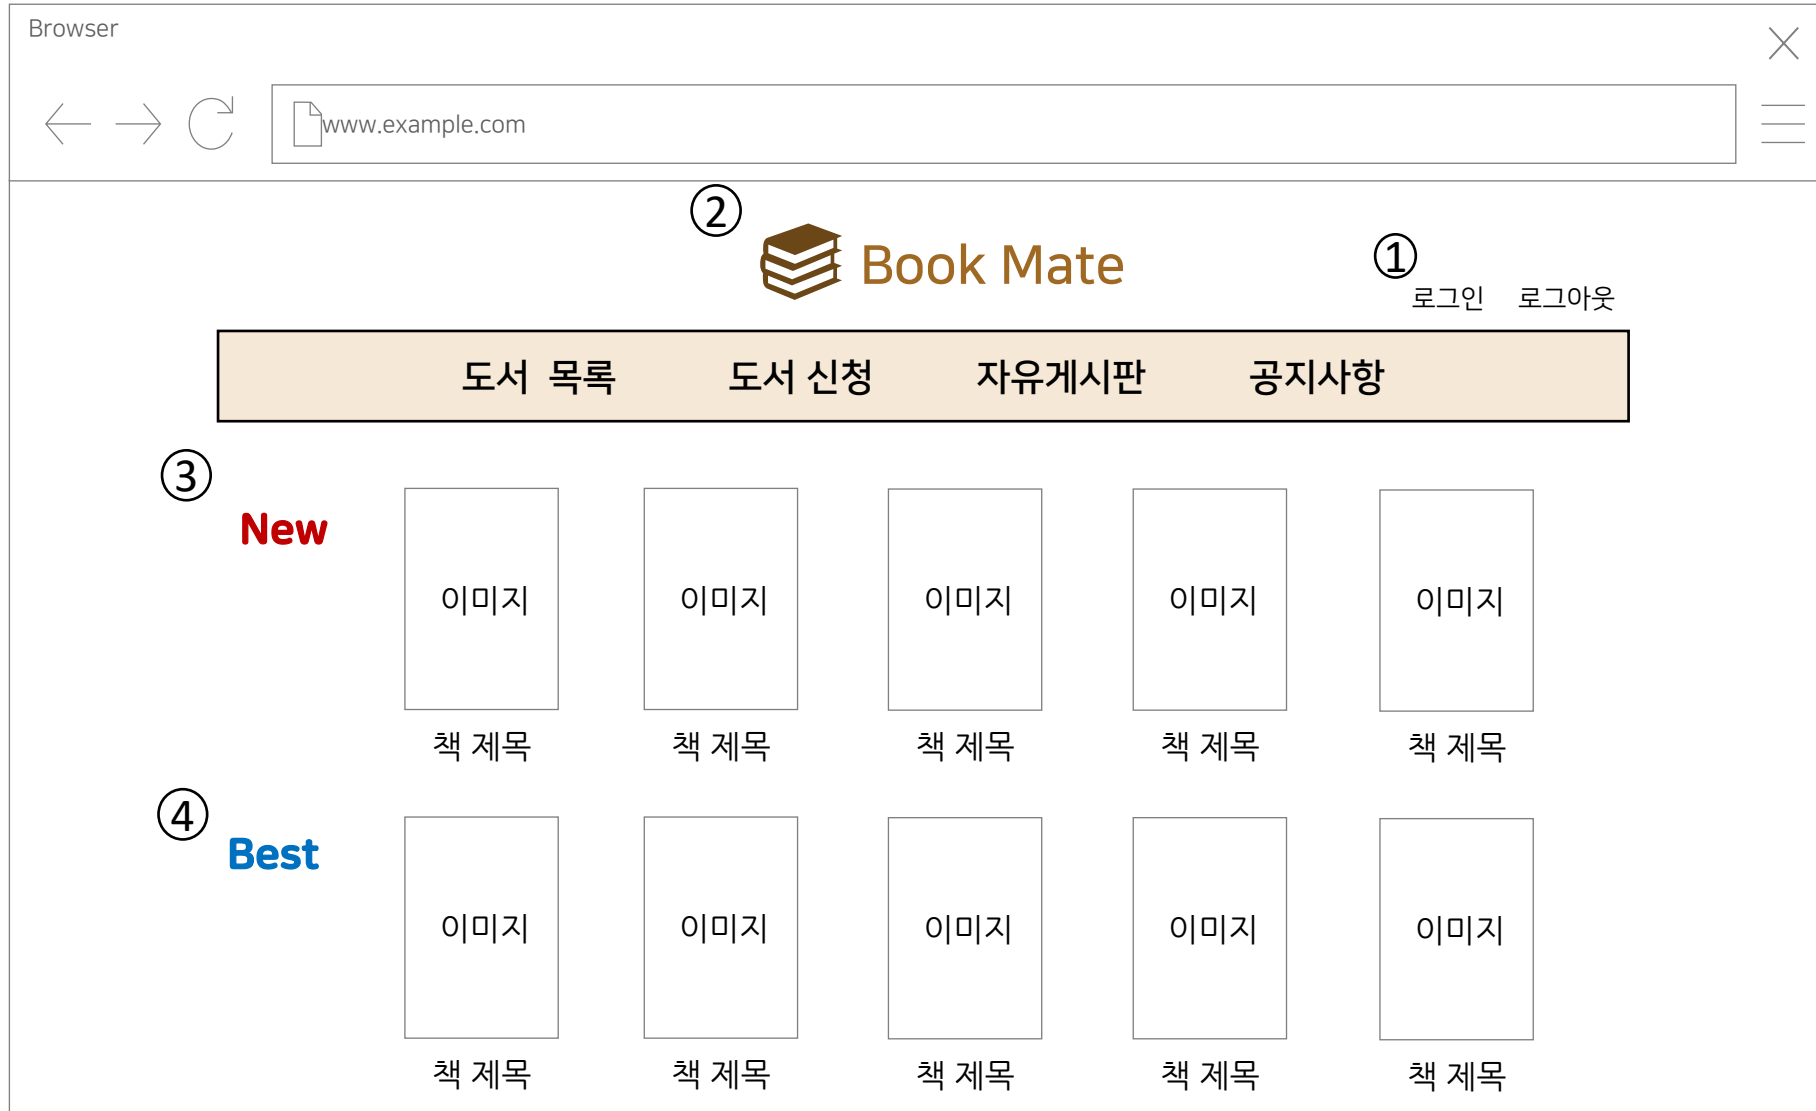 Browser
www.example.com
②
Book Mate
①
로그인 로그아웃
도서 목록 도서 신청 자유게시판 공지사항
③
New
이미지 이미지 이미지 이미지 이미지
책 제목 책 제목 책 제목 책 제목 책 제목
④
Best
이미지 이미지 이미지 이미지 이미지
책 제목 책 제목 책 제목 책 제목 책 제목